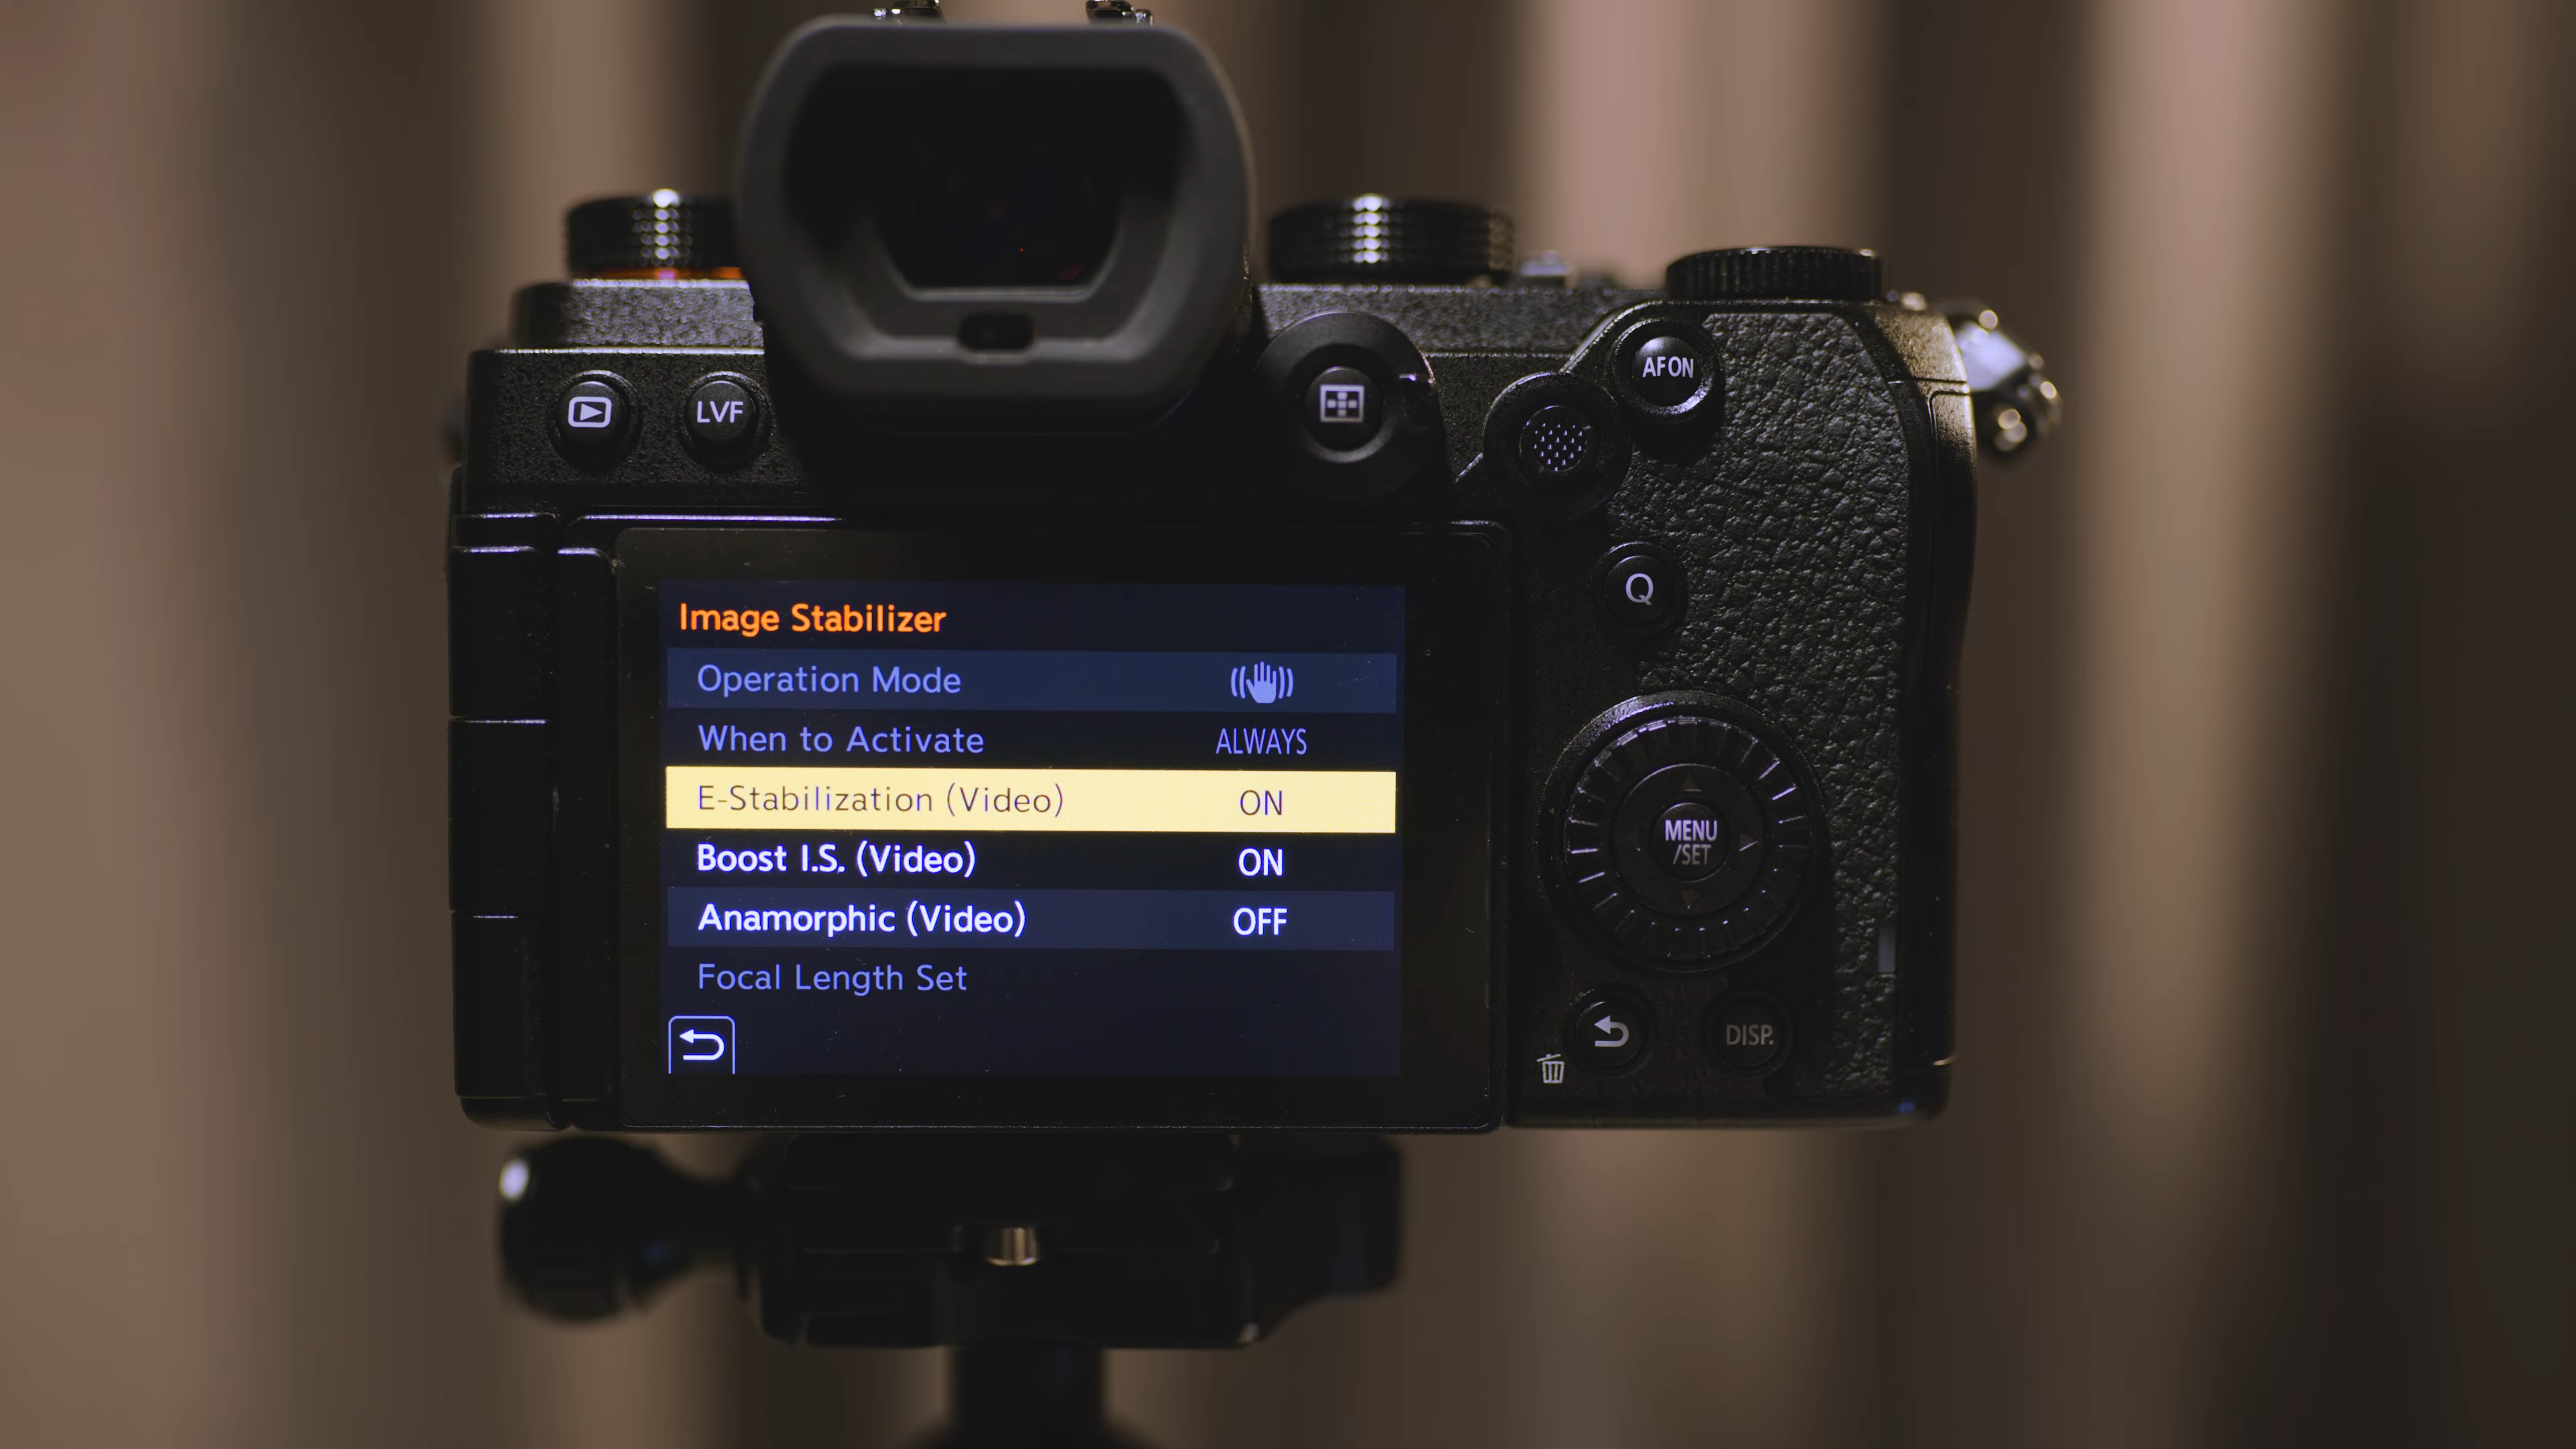 LVF
AF ON
Q
Image Stabilizer
Operation Mode
When to Activate ALWAYS
E-Stabilization (Video) ON
Boost I.S. (Video) ON
Anamorphic (Video) OFF
Focal Length Set
MENU
/SET
DISP.